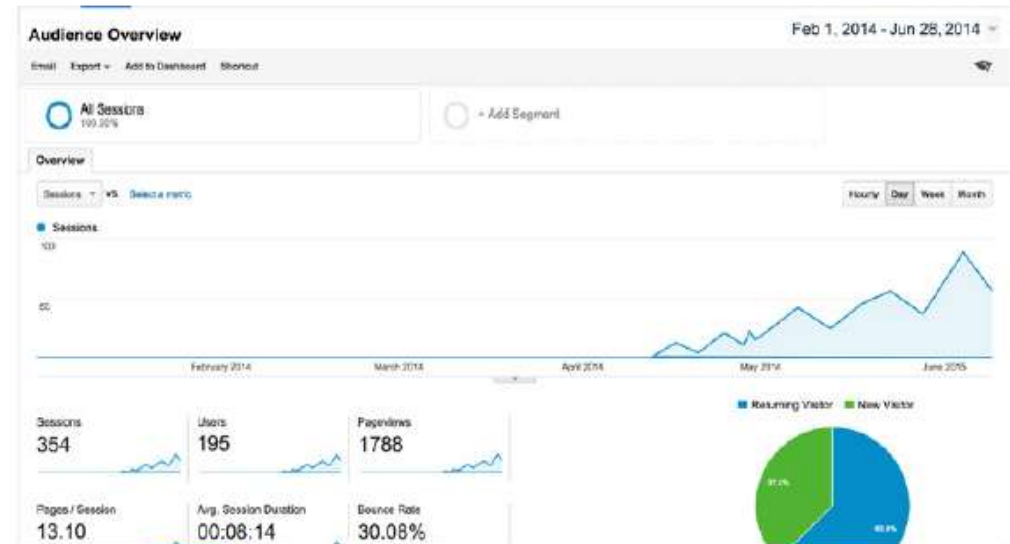 Audience Overview
Feb 1, 2014 - Jun 28, 2014
Email Export Add to Dashboard Shortcut
All Sessions
+ Add Segment
Overview
Sessions VS. Select a metric
Hourly Day Week Month
Sessions
100
50
February 2014 March 2014 April 2014 May 2014 June 2015
Returning Visitor New Visitor
Sessions Users Pageviews
354 195 1788
Pages / Session Avg. Session Duration Bounce Rate
13.10 00:08:14 30.08%